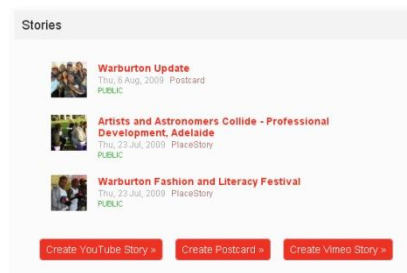 Stories
Warburton Update
Thu, 6 Aug, 2009 Postcard
PUBLIC
Artists and Astronomers Collide - Professional
Development, Adelaide
Thu, 23 Jul, 2009 PlaceStory
PUBLIC
Warburton Fashion and Literacy Festival
Thu, 23 Jul, 2009 PlaceStory
PUBLIC
Create YouTube Story » Create Postcard » Create Vimeo Story »